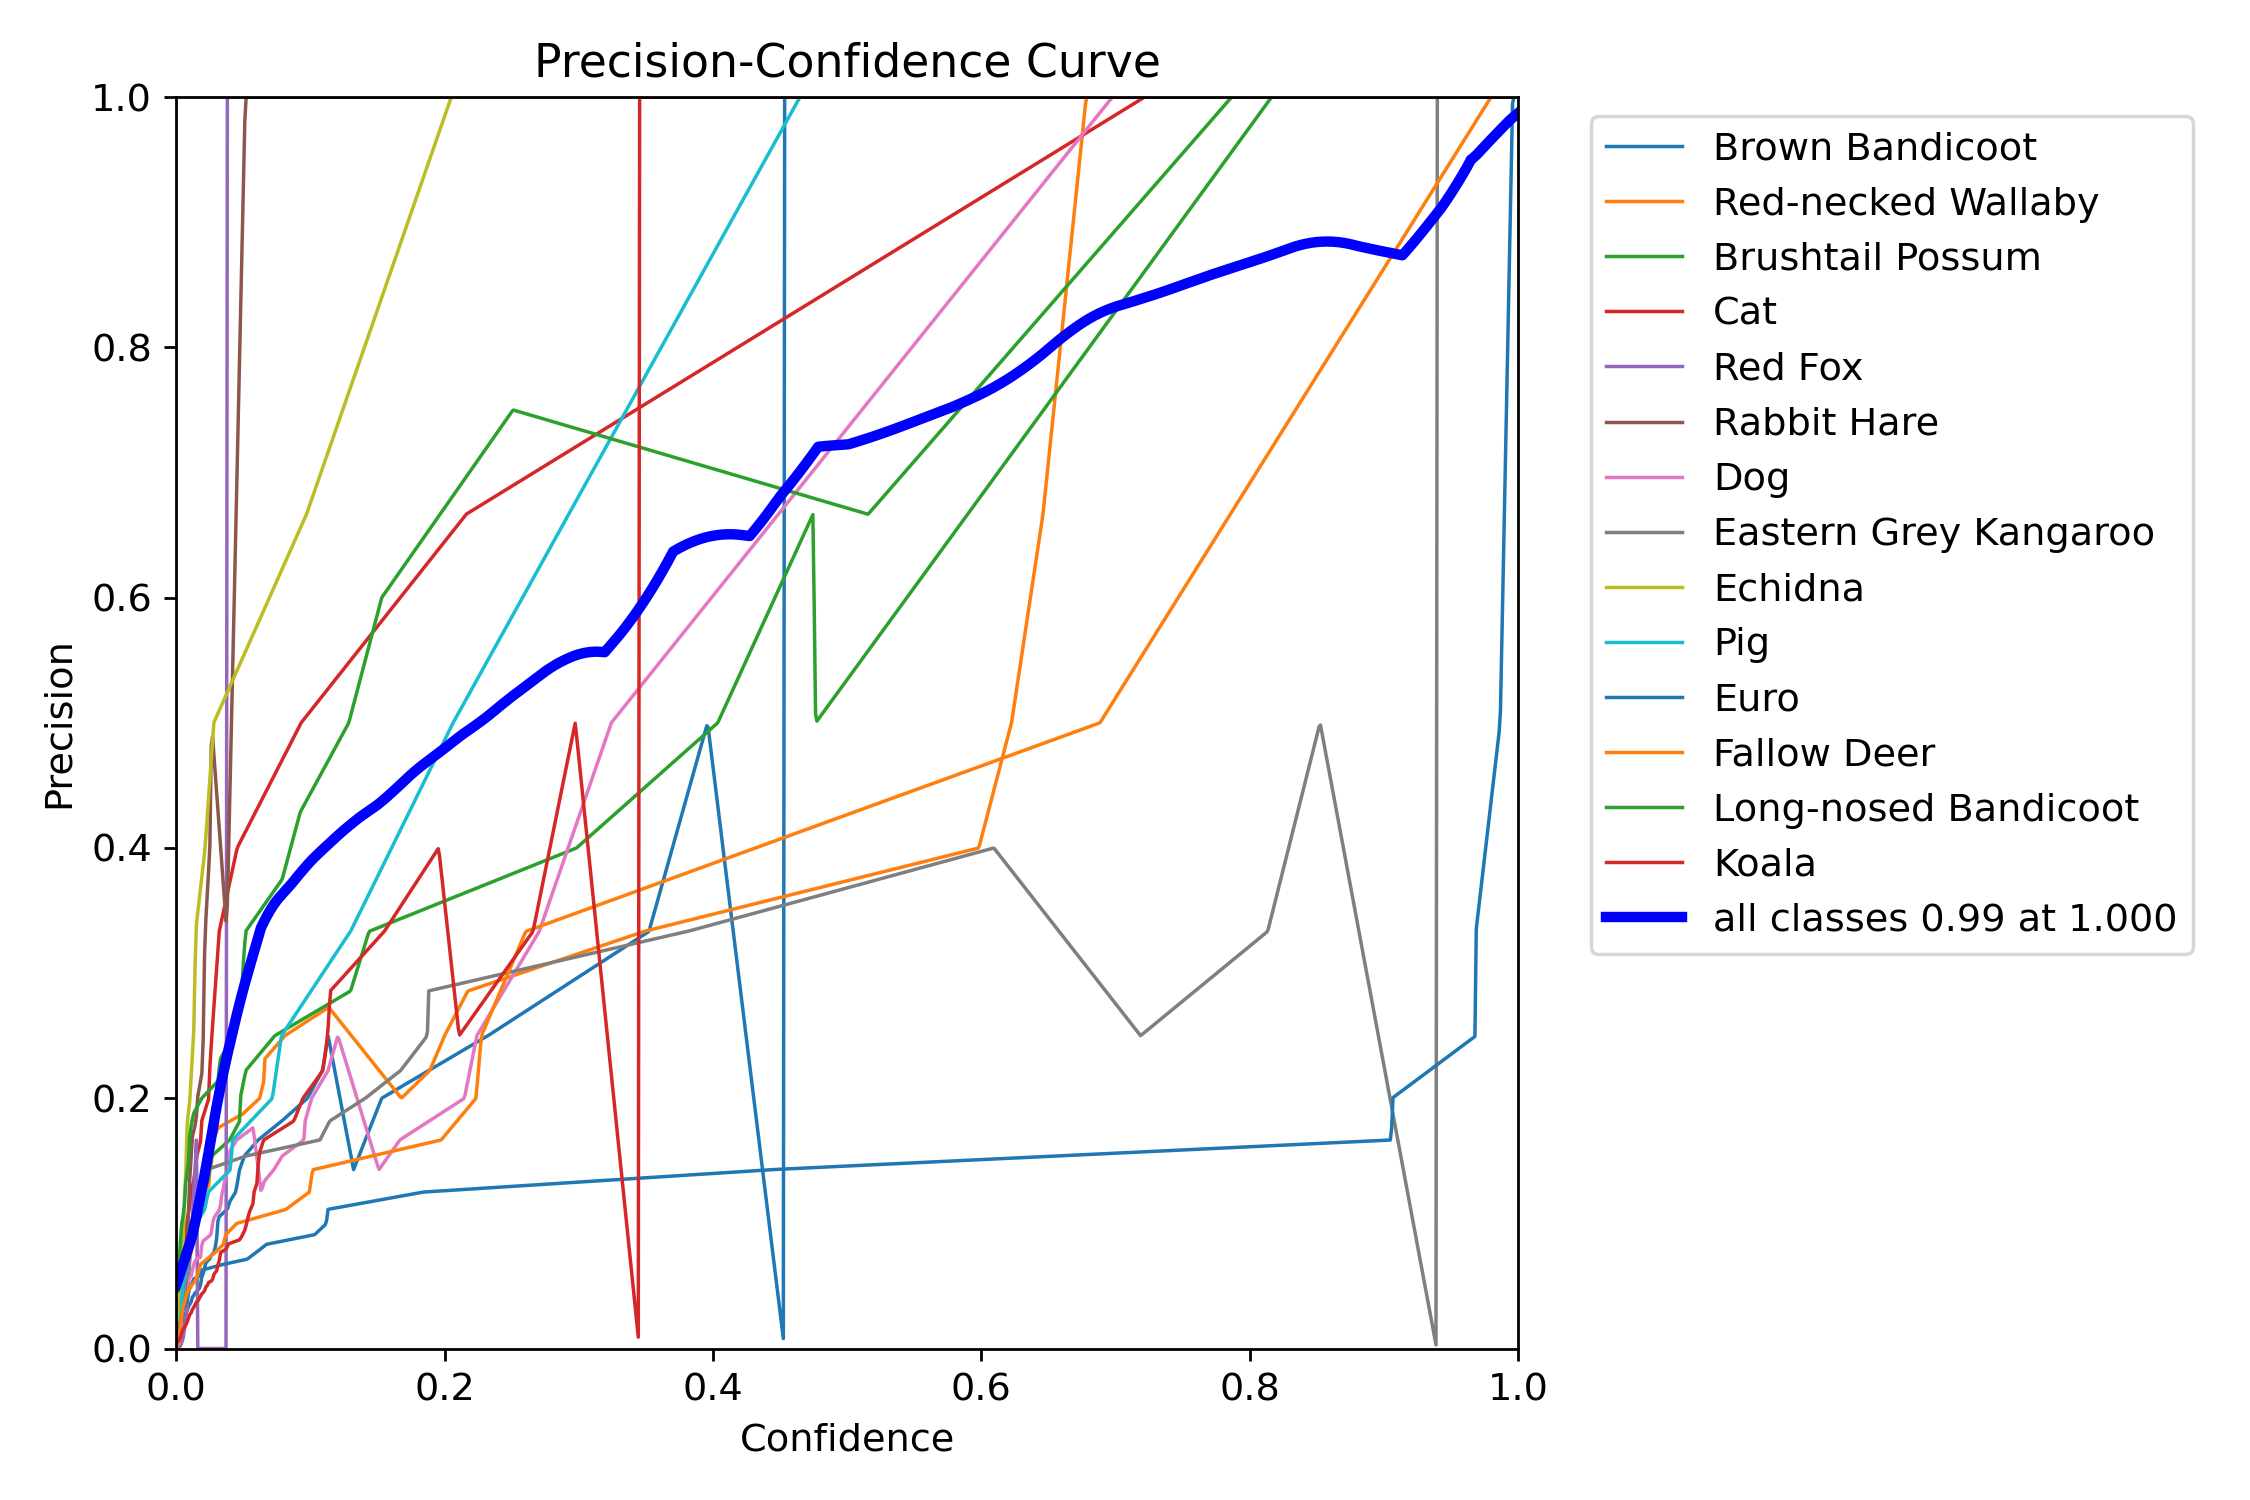 Precision-Confidence Curve
1.0
0.8
0.6
0.4
0.2
0.0
Precision
0.0 0.2 0.4 0.6 0.8 1.0
Confidence
Brown Bandicoot
Red-necked Wallaby
Brushtail Possum
Cat
Red Fox
Rabbit Hare
Dog
Eastern Grey Kangaroo
Echidna
Pig
Euro
Fallow Deer
Long-nosed Bandicoot
Koala
all classes 0.99 at 1.000